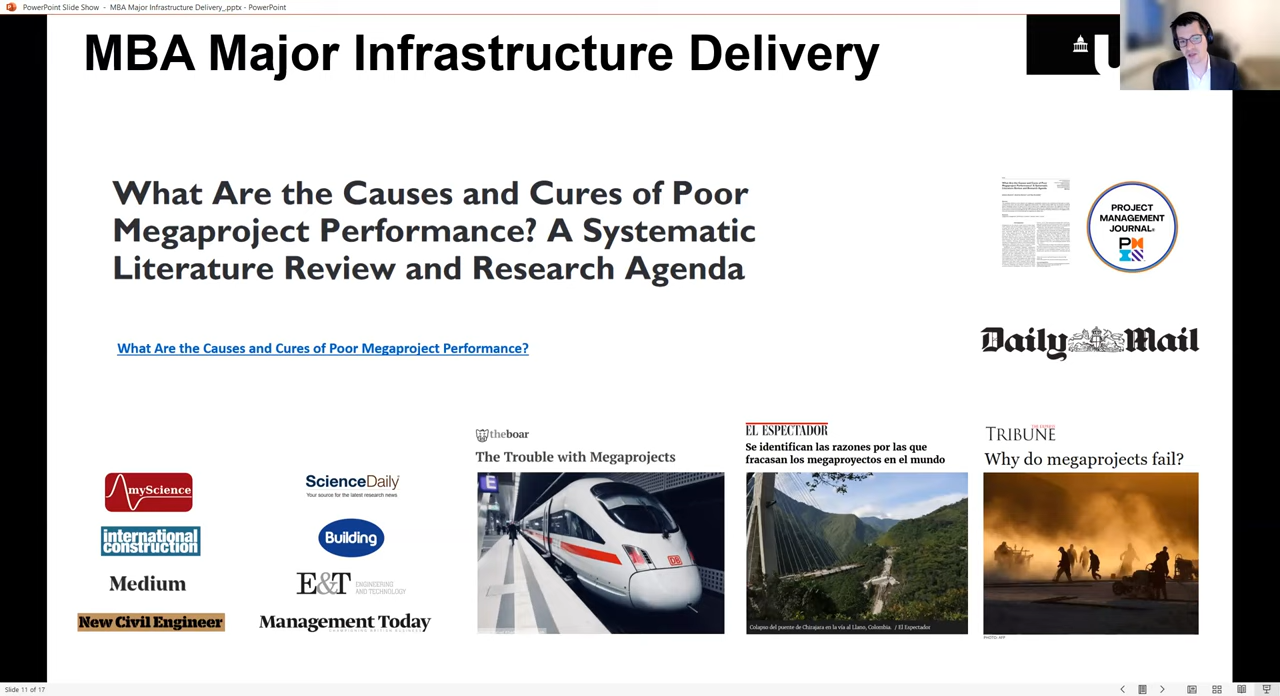 PowerPoint Slide Show - MBA Major Infrastructure Delivery_.pptx - PowerPoint
MBA Major Infrastructure Delivery
What Are the Causes and Cures of Poor
Megaproject Performance? A Systematic
Literature Review and Research Agenda
PROJECT
MANAGEMENT
JOURNAL®
What Are the Causes and Cures of Poor Megaproject Performance?
Daily Mail
myScience
international
construction
Medium
New Civil Engineer
ScienceDaily
Your source for the latest research news
Building
E&T ENGINEERING
AND TECHNOLOGY
Management Today
theboar
The Trouble with Megaprojects
E
DB
EL ESPECTADOR
Se identifican las razones por las que
fracasan los megaproyectos en el mundo
Colapso del puente de Chirajara en la vía al Llano, Colombia. / El Espectador
TRIBUNE
Why do megaprojects fail?
PHOTO: AFP
Slide 11 of 17